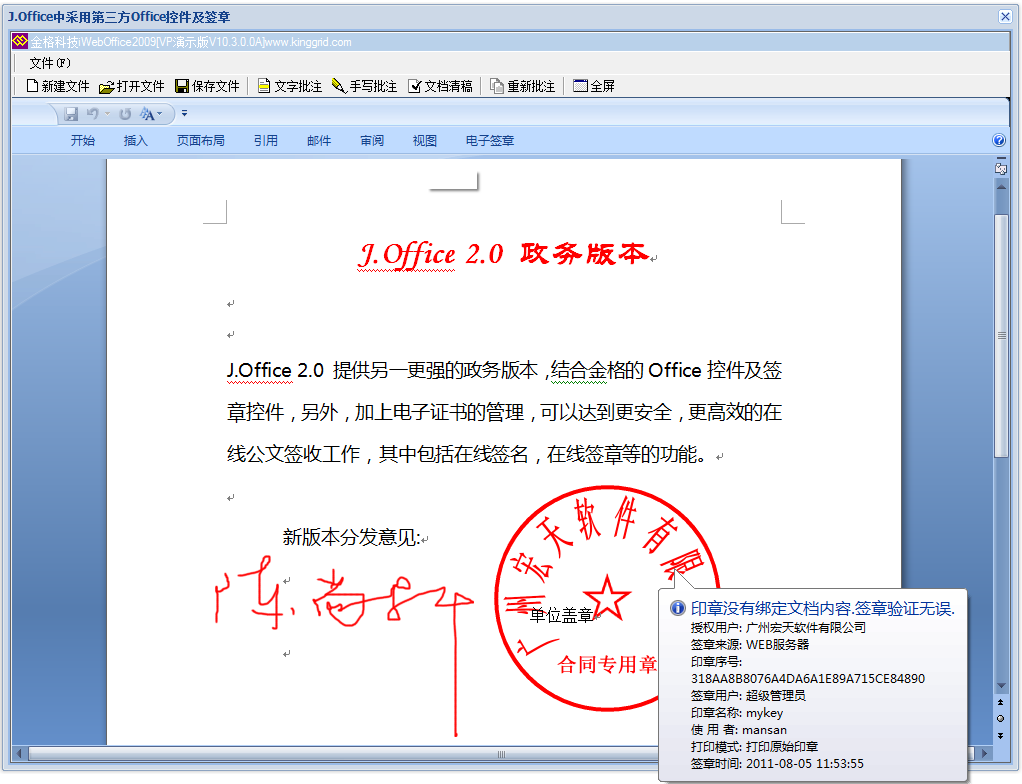 J.Office中采用第三方Office控件及签章
金格科技iWebOffice2009[VP演示版V10.3.0.0A]www.kinggrid.com
文件(F)
新建文件 打开文件 保存文件 文字批注 手写批注 文档清稿 重新批注 全屏
开始 插入 页面布局 引用 邮件 审阅 视图 电子签章
J.Office 2.0 政务版本
J.Office 2.0 提供另一更强的政务版本,结合金格的Office 控件及签
章控件，另外，加上电子证书的管理，可以达到更安全，更高效的在
线公文签收工作，其中包括在线签名，在线签章等的功能。
新版本分发意见:
广州宏天软件有限
单位盖章
合同专用章
印章没有绑定文档内容.签章验证无误.
授权用户: 广州宏天软件有限公司
签章来源: WEB服务器
印章序号:
318AA8B8076A4DA6A1E89A715CE84890
签章用户: 超级管理员
印章名称: mykey
使 用 者: mansan
打印模式: 打印原始印章
签章时间: 2011-08-05 11:53:55